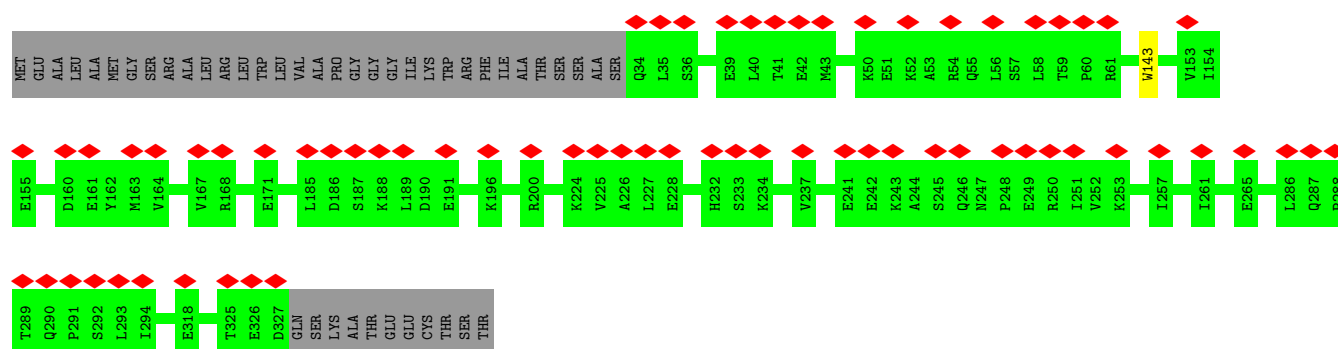 MET GLU ALA LEU ALA MET GLY SER ARG ALA LEU ARG LEU TRP LEU VAL ALA PRO GLY GLY GLY ILE LYS TRP ARG PHE ILE ALA THR SER SER ALA SER Q34 L35 S36 E39 L40 T41 E42 M43 K50 E51 K52 A53 R54 Q55 L56 S57 L58 T59 P60 R61 W143 V153 I154
E155 D160 E161 Y162 M163 V164 V167 R168 E171 L185 D186 S187 K188 L189 D190 E191 K196 R200 K224 V225 A226 L227 E228 H232 S233 K234 V237 E241 E242 K243 A244 S245 Q246 N247 P248 E249 R250 I251 V252 K253 I257 I261 E265 L286 Q287
T289 Q290 P291 S292 L293 I294 E318 T325 E326 D327 GLN SER LYS ALA THR GLU GLU CYS THR SER THR